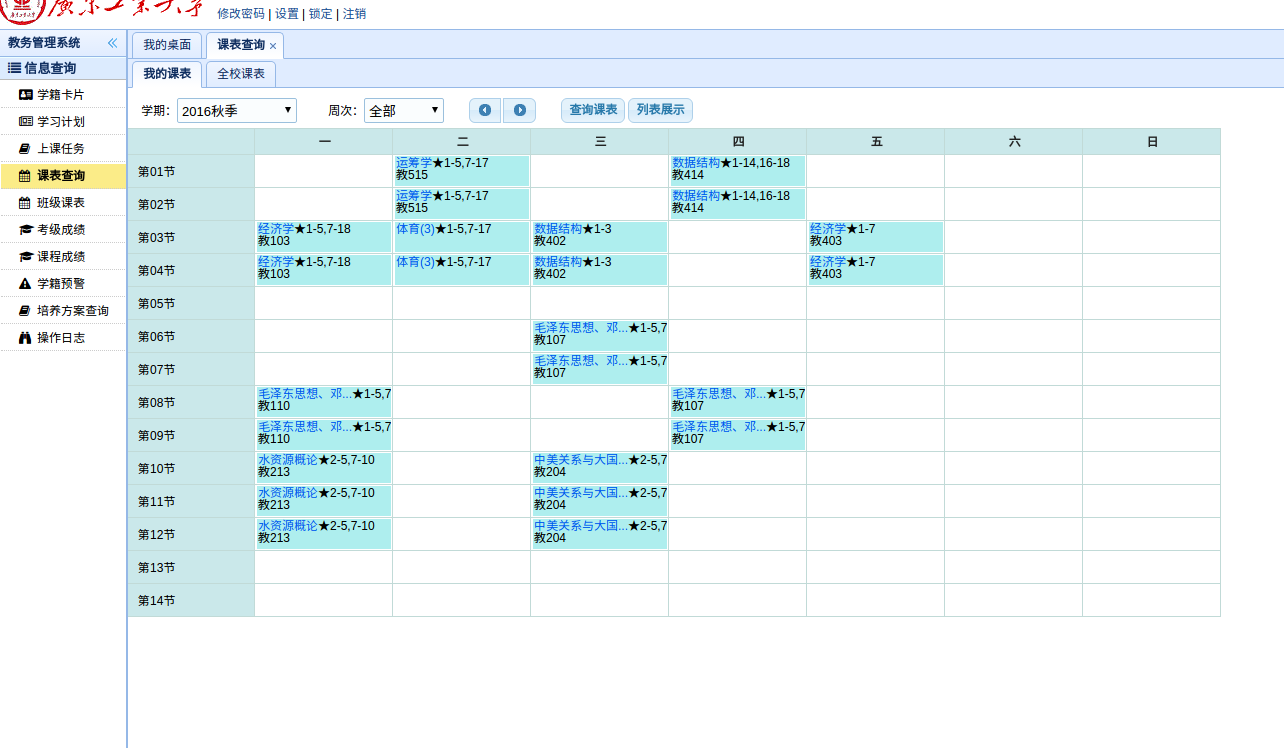 廣東工業大學
修改密码 | 设置 | 锁定 | 注销
教务管理系统
信息查询
学籍卡片
学习计划
上课任务
课表查询
班级课表
考级成绩
课程成绩
学籍预警
培养方案查询
操作日志
我的桌面 课表查询 ×
我的课表 全校课表
学期： 2016秋季 周次： 全部 查询课表 列表展示
一 二 三 四 五 六 日
第01节
运筹学★1-5,7-17
教515
数据结构★1-14,16-18
教414
第02节
运筹学★1-5,7-17
教515
数据结构★1-14,16-18
教414
第03节
经济学★1-5,7-18
教103
体育(3)★1-5,7-17
数据结构★1-3
教402
经济学★1-7
教403
第04节
经济学★1-5,7-18
教103
体育(3)★1-5,7-17
数据结构★1-3
教402
经济学★1-7
教403
第05节
第06节
毛泽东思想、邓...★1-5,7
教107
第07节
毛泽东思想、邓...★1-5,7
教107
第08节
毛泽东思想、邓...★1-5,7
教110
毛泽东思想、邓...★1-5,7
教107
第09节
毛泽东思想、邓...★1-5,7
教110
毛泽东思想、邓...★1-5,7
教107
第10节
水资源概论★2-5,7-10
教213
中美关系与大国...★2-5,7
教204
第11节
水资源概论★2-5,7-10
教213
中美关系与大国...★2-5,7
教204
第12节
水资源概论★2-5,7-10
教213
中美关系与大国...★2-5,7
教204
第13节
第14节